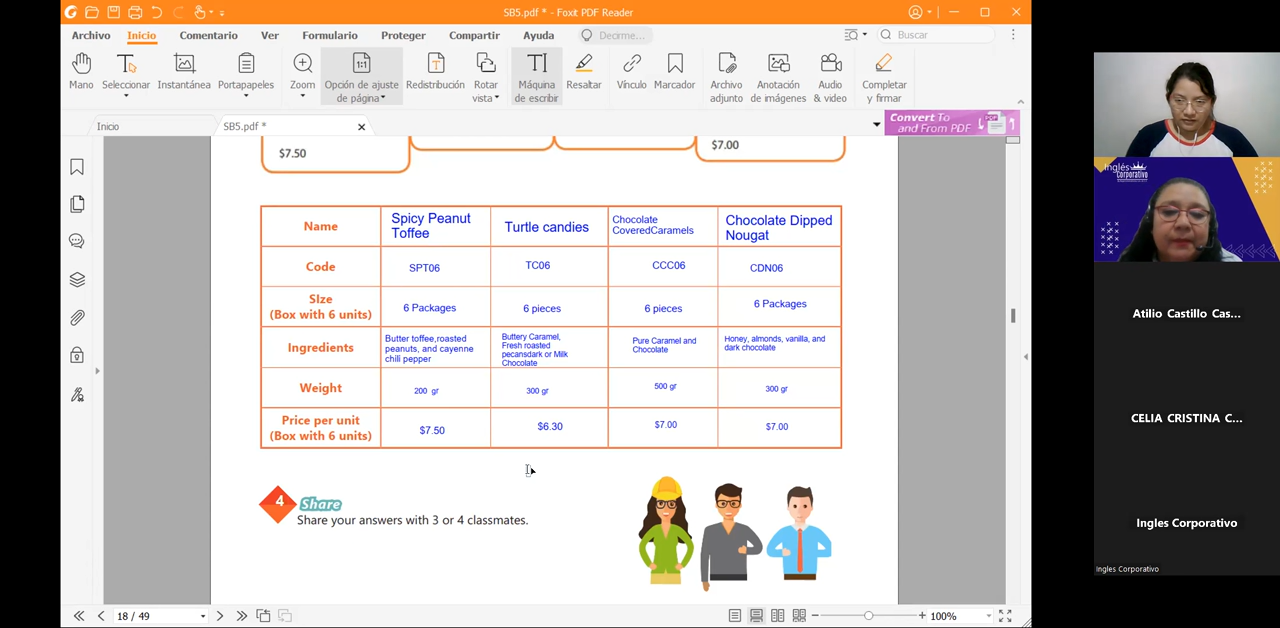 SB5.pdf * - Foxit PDF Reader
Archivo Inicio Comentario Ver Formulario Proteger Compartir Ayuda Decirme... Buscar
Mano Seleccionar Instantánea Portapapeles Zoom Opción de ajuste de página Redistribución Rotar vista Máquina de escribir Resaltar Vínculo Marcador Archivo adjunto Anotación de imágenes Audio & video Completar y firmar
Inicio SB5.pdf *
Convert To
and From PDF
$7.50
$7.00
Name Spicy Peanut Toffee Turtle candies Chocolate CoveredCaramels Chocolate Dipped Nougat
Code SPT06 TC06 CCC06 CDN06
SIze (Box with 6 units) 6 Packages 6 pieces 6 pieces 6 Packages
Ingredients Butter toffee,roasted peanuts, and cayenne chili pepper Buttery Caramel, Fresh roasted pecansdark or Milk Chocolate Pure Caramel and Chocolate Honey, almonds, vanilla, and dark chocolate
Weight 200 gr 300 gr 500 gr 300 gr
Price per unit (Box with 6 units) $7.50 $6.30 $7.00 $7.00
4 Share
Share your answers with 3 or 4 classmates.
18 / 49
100%
Inglés
Corporativo
Atilio Castillo Cas...
CELIA CRISTINA C...
Ingles Corporativo
Ingles Corporativo